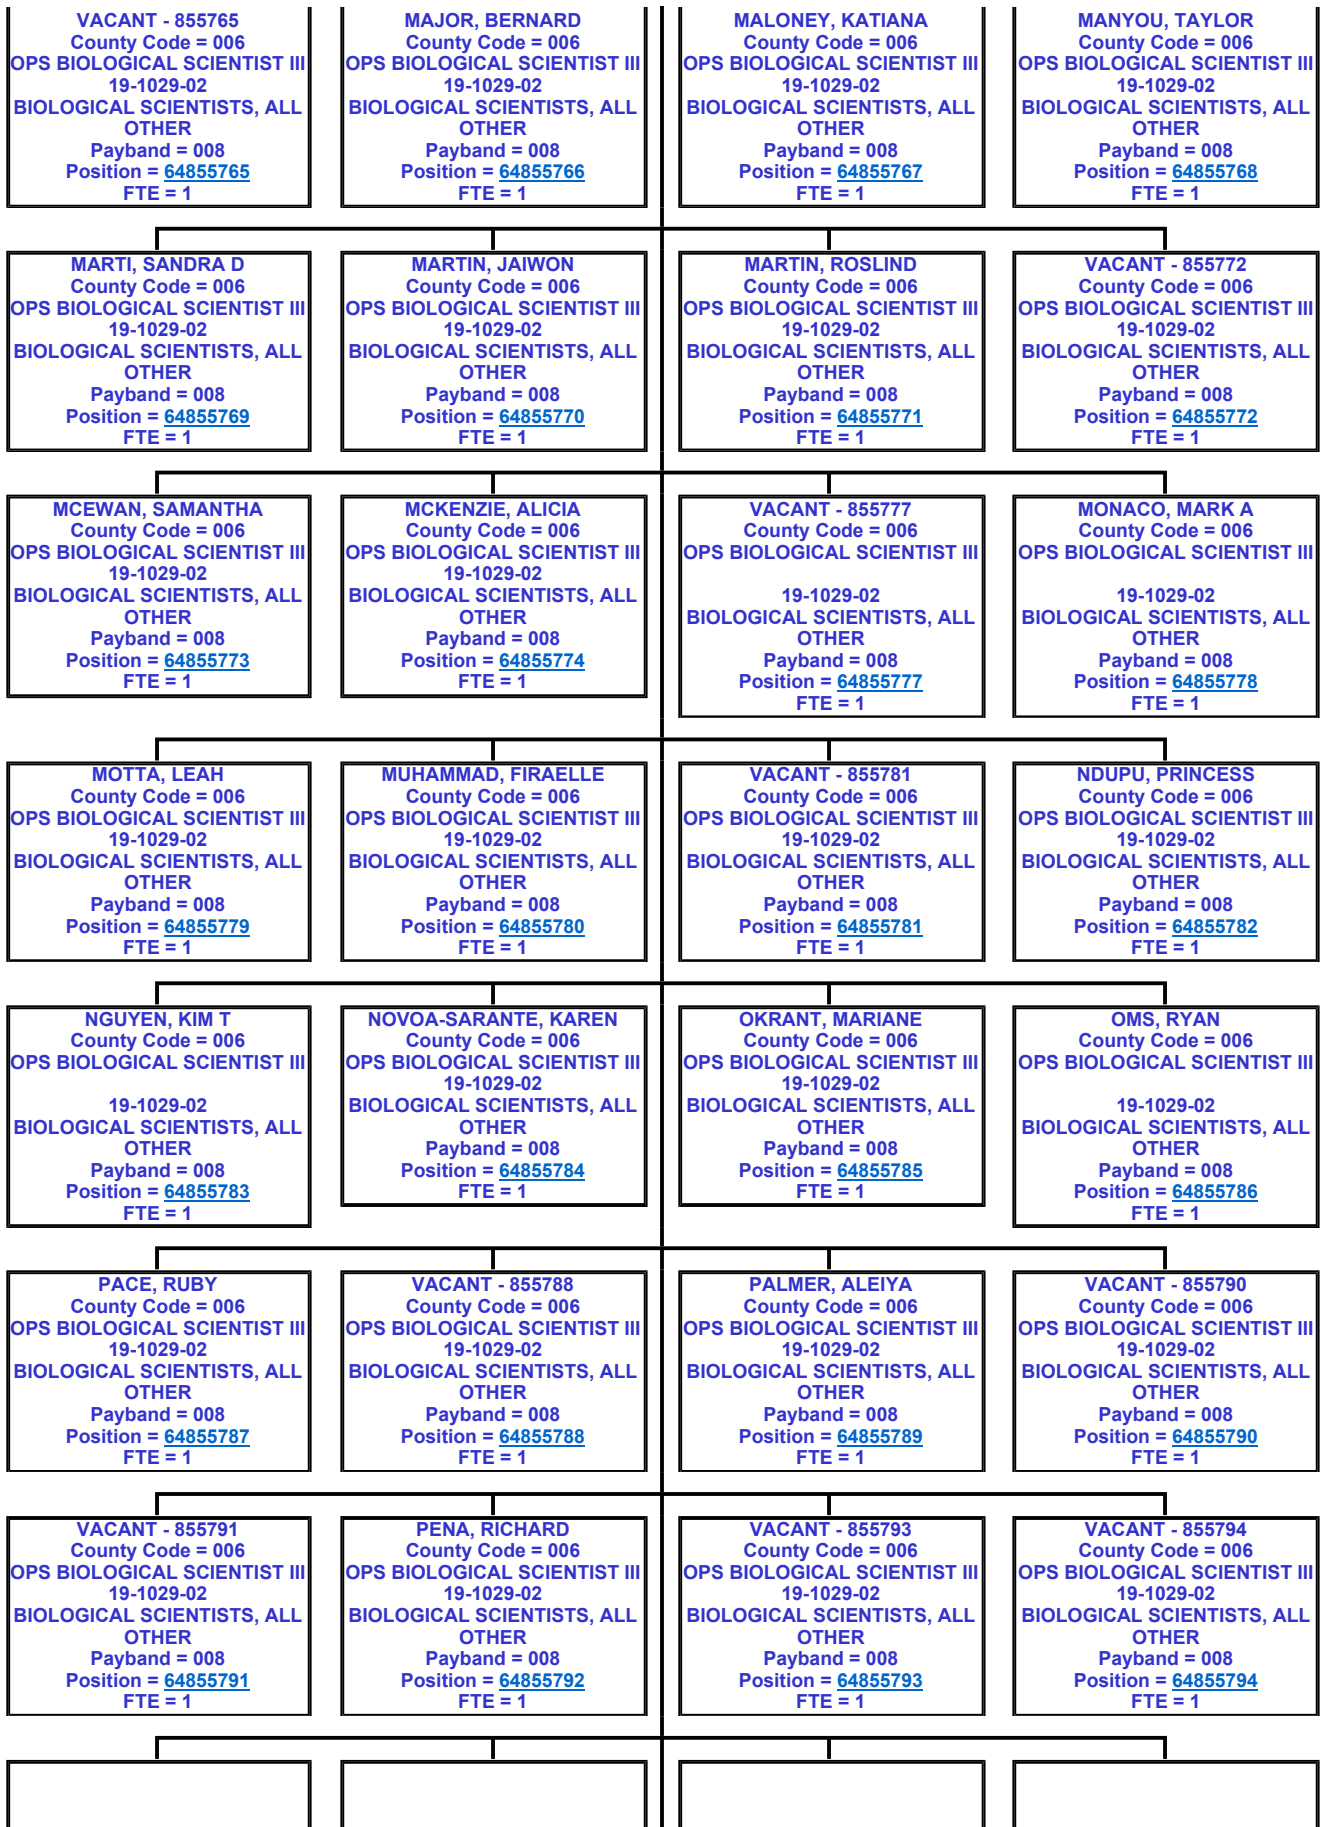 VACANT - 855765
County Code = 006
OPS BIOLOGICAL SCIENTIST III
19-1029-02
BIOLOGICAL SCIENTISTS, ALL
OTHER
Payband = 008
Position = 64855765
FTE = 1
MAJOR, BERNARD
County Code = 006
OPS BIOLOGICAL SCIENTIST III
19-1029-02
BIOLOGICAL SCIENTISTS, ALL
OTHER
Payband = 008
Position = 64855766
FTE = 1
MALONEY, KATIANA
County Code = 006
OPS BIOLOGICAL SCIENTIST III
19-1029-02
BIOLOGICAL SCIENTISTS, ALL
OTHER
Payband = 008
Position = 64855767
FTE = 1
MANYOU, TAYLOR
County Code = 006
OPS BIOLOGICAL SCIENTIST III
19-1029-02
BIOLOGICAL SCIENTISTS, ALL
OTHER
Payband = 008
Position = 64855768
FTE = 1
MARTI, SANDRA D
County Code = 006
OPS BIOLOGICAL SCIENTIST III
19-1029-02
BIOLOGICAL SCIENTISTS, ALL
OTHER
Payband = 008
Position = 64855769
FTE = 1
MARTIN, JAIWON
County Code = 006
OPS BIOLOGICAL SCIENTIST III
19-1029-02
BIOLOGICAL SCIENTISTS, ALL
OTHER
Payband = 008
Position = 64855770
FTE = 1
MARTIN, ROSLIND
County Code = 006
OPS BIOLOGICAL SCIENTIST III
19-1029-02
BIOLOGICAL SCIENTISTS, ALL
OTHER
Payband = 008
Position = 64855771
FTE = 1
VACANT - 855772
County Code = 006
OPS BIOLOGICAL SCIENTIST III
19-1029-02
BIOLOGICAL SCIENTISTS, ALL
OTHER
Payband = 008
Position = 64855772
FTE = 1
MCEWAN, SAMANTHA
County Code = 006
OPS BIOLOGICAL SCIENTIST III
19-1029-02
BIOLOGICAL SCIENTISTS, ALL
OTHER
Payband = 008
Position = 64855773
FTE = 1
MCKENZIE, ALICIA
County Code = 006
OPS BIOLOGICAL SCIENTIST III
19-1029-02
BIOLOGICAL SCIENTISTS, ALL
OTHER
Payband = 008
Position = 64855774
FTE = 1
VACANT - 855777
County Code = 006
OPS BIOLOGICAL SCIENTIST III
19-1029-02
BIOLOGICAL SCIENTISTS, ALL
OTHER
Payband = 008
Position = 64855777
FTE = 1
MONACO, MARK A
County Code = 006
OPS BIOLOGICAL SCIENTIST III
19-1029-02
BIOLOGICAL SCIENTISTS, ALL
OTHER
Payband = 008
Position = 64855778
FTE = 1
MOTTA, LEAH
County Code = 006
OPS BIOLOGICAL SCIENTIST III
19-1029-02
BIOLOGICAL SCIENTISTS, ALL
OTHER
Payband = 008
Position = 64855779
FTE = 1
MUHAMMAD, FIRAELLE
County Code = 006
OPS BIOLOGICAL SCIENTIST III
19-1029-02
BIOLOGICAL SCIENTISTS, ALL
OTHER
Payband = 008
Position = 64855780
FTE = 1
VACANT - 855781
County Code = 006
OPS BIOLOGICAL SCIENTIST III
19-1029-02
BIOLOGICAL SCIENTISTS, ALL
OTHER
Payband = 008
Position = 64855781
FTE = 1
NDUPU, PRINCESS
County Code = 006
OPS BIOLOGICAL SCIENTIST III
19-1029-02
BIOLOGICAL SCIENTISTS, ALL
OTHER
Payband = 008
Position = 64855782
FTE = 1
NGUYEN, KIM T
County Code = 006
OPS BIOLOGICAL SCIENTIST III
19-1029-02
BIOLOGICAL SCIENTISTS, ALL
OTHER
Payband = 008
Position = 64855783
FTE = 1
NOVOA-SARANTE, KAREN
County Code = 006
OPS BIOLOGICAL SCIENTIST III
19-1029-02
BIOLOGICAL SCIENTISTS, ALL
OTHER
Payband = 008
Position = 64855784
FTE = 1
OKRANT, MARIANE
County Code = 006
OPS BIOLOGICAL SCIENTIST III
19-1029-02
BIOLOGICAL SCIENTISTS, ALL
OTHER
Payband = 008
Position = 64855785
FTE = 1
OMS, RYAN
County Code = 006
OPS BIOLOGICAL SCIENTIST III
19-1029-02
BIOLOGICAL SCIENTISTS, ALL
OTHER
Payband = 008
Position = 64855786
FTE = 1
PACE, RUBY
County Code = 006
OPS BIOLOGICAL SCIENTIST III
19-1029-02
BIOLOGICAL SCIENTISTS, ALL
OTHER
Payband = 008
Position = 64855787
FTE = 1
VACANT - 855788
County Code = 006
OPS BIOLOGICAL SCIENTIST III
19-1029-02
BIOLOGICAL SCIENTISTS, ALL
OTHER
Payband = 008
Position = 64855788
FTE = 1
PALMER, ALEIYA
County Code = 006
OPS BIOLOGICAL SCIENTIST III
19-1029-02
BIOLOGICAL SCIENTISTS, ALL
OTHER
Payband = 008
Position = 64855789
FTE = 1
VACANT - 855790
County Code = 006
OPS BIOLOGICAL SCIENTIST III
19-1029-02
BIOLOGICAL SCIENTISTS, ALL
OTHER
Payband = 008
Position = 64855790
FTE = 1
VACANT - 855791
County Code = 006
OPS BIOLOGICAL SCIENTIST III
19-1029-02
BIOLOGICAL SCIENTISTS, ALL
OTHER
Payband = 008
Position = 64855791
FTE = 1
PENA, RICHARD
County Code = 006
OPS BIOLOGICAL SCIENTIST III
19-1029-02
BIOLOGICAL SCIENTISTS, ALL
OTHER
Payband = 008
Position = 64855792
FTE = 1
VACANT - 855793
County Code = 006
OPS BIOLOGICAL SCIENTIST III
19-1029-02
BIOLOGICAL SCIENTISTS, ALL
OTHER
Payband = 008
Position = 64855793
FTE = 1
VACANT - 855794
County Code = 006
OPS BIOLOGICAL SCIENTIST III
19-1029-02
BIOLOGICAL SCIENTISTS, ALL
OTHER
Payband = 008
Position = 64855794
FTE = 1